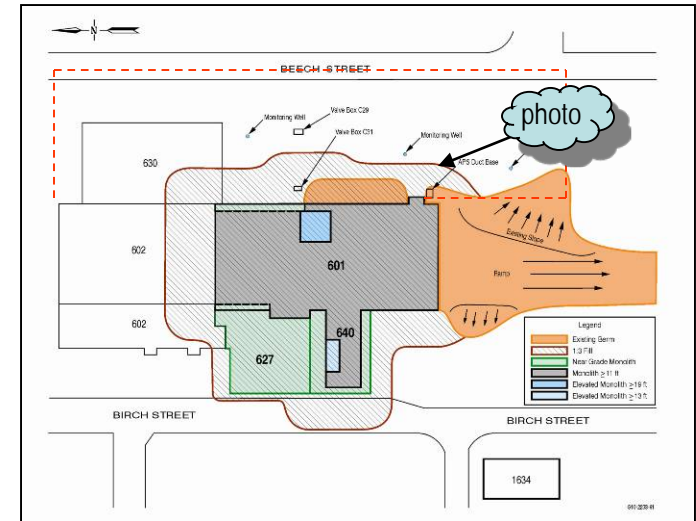 N
BEECH STREET
photo
Monitoring Well
Valve Box C29
Valve Box C31
Monitoring Well
APS Duct Base
630
602
601
Existing Slope
Ramp
602
640
627
Legend
Existing Berm
1:3 Fill
Near Grade Monolith
Monolith ≥ 11 ft
Elevated Monolith ≥19 ft
Elevated Monolith ≥13 ft
BIRCH STREET
BIRCH STREET
1634